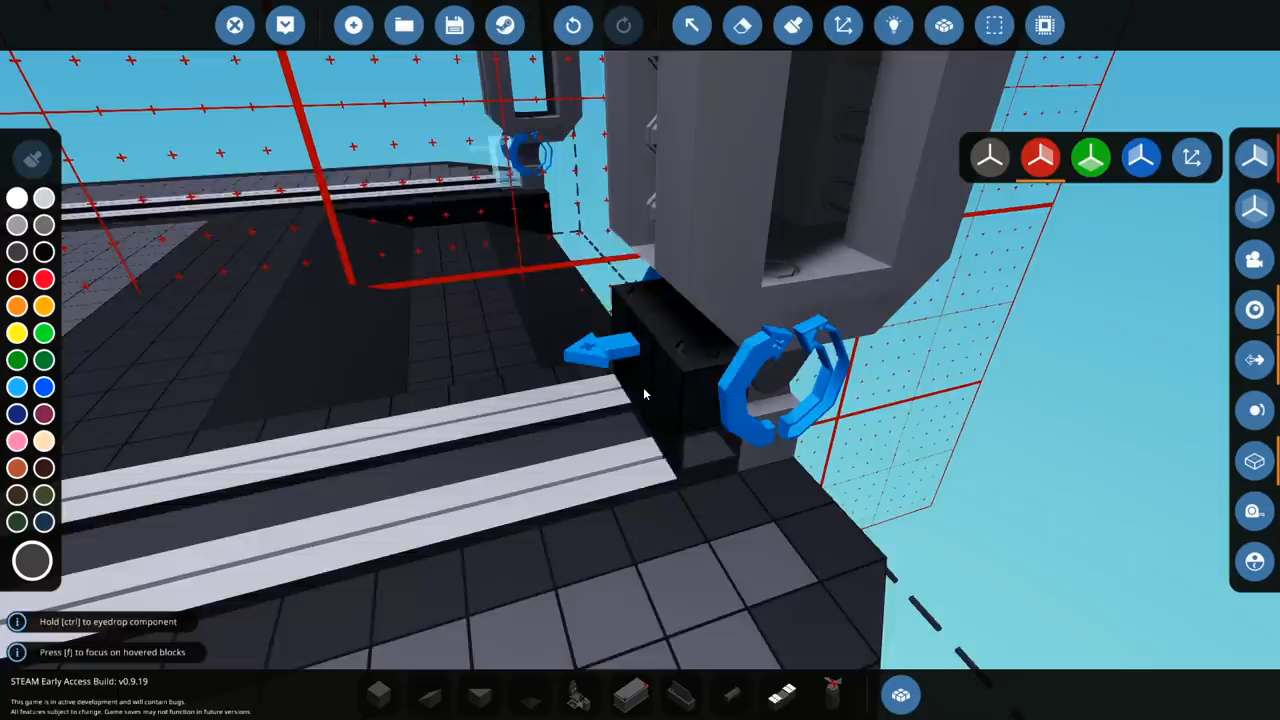 Hold [ctrl] to eyedrop component
Press [f] to focus on hovered blocks
STEAM Early Access Build: v0.9.19
This game is in active development and will contain bugs.
All features subject to change. Game saves may not function in future versions.